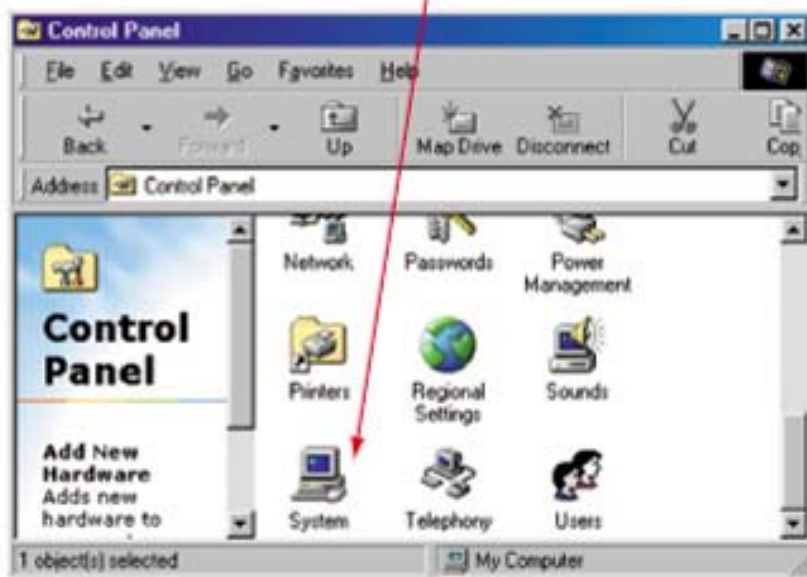 Control Panel
File Edit View Go Favorites Help
Back Forward Up Map Drive Disconnect Cut Cop
Address Control Panel
Network Passwords Power Management
Control Panel
Printers Regional Settings Sounds
Add New Hardware
Adds new
hardware to
System Telephony Users
1 object(s) selected My Computer